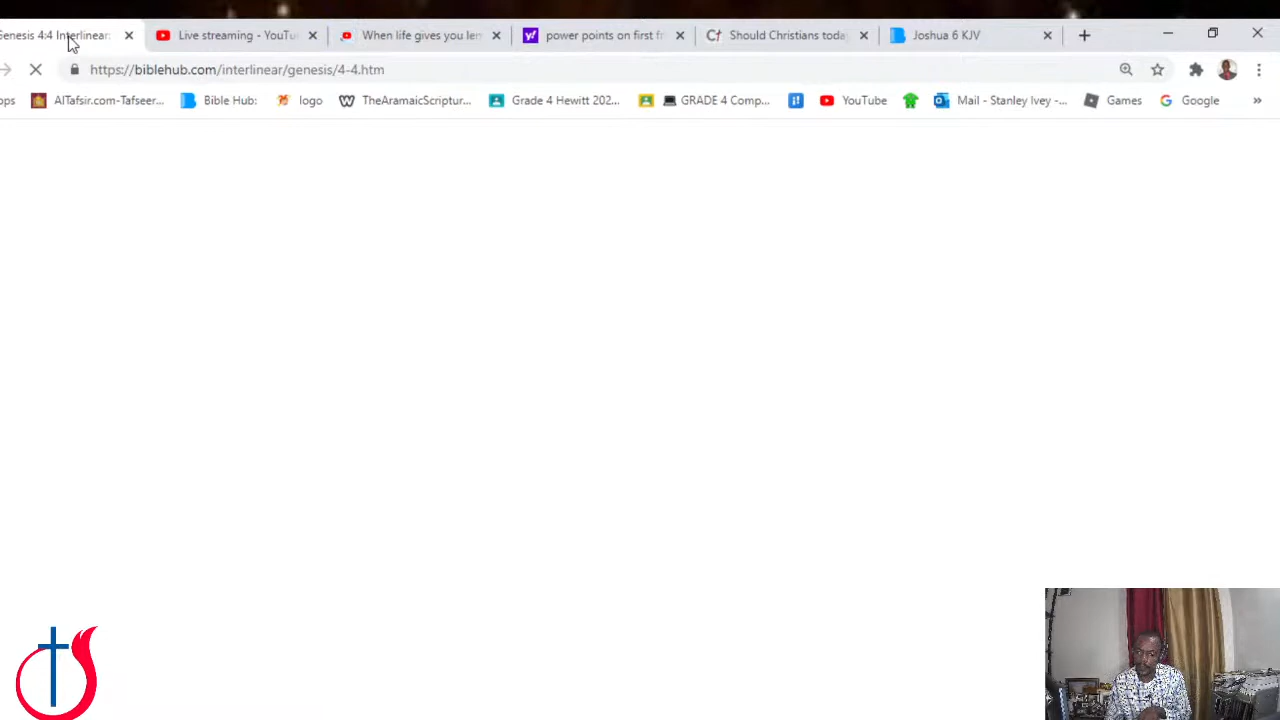 Genesis 4:4 Interlinear Live streaming - YouTu When life gives you len power points on first fr Should Christians toda Joshua 6 KJV
https://biblehub.com/interlinear/genesis/4-4.htm
ops AlTafsir.com-Tafseer... Bible Hub: logo TheAramaicScriptur... Grade 4 Hewitt 202... GRADE 4 Comp... YouTube Mail - Stanley Ivey -... Games Google »